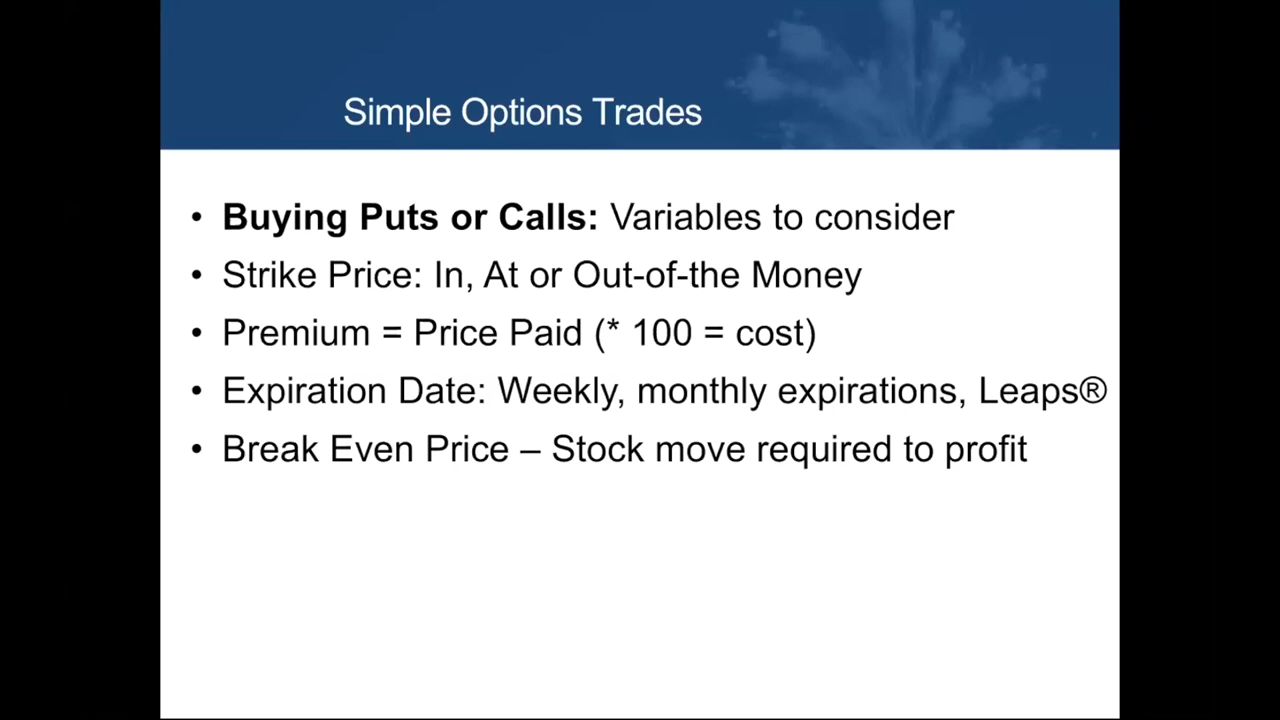 Simple Options Trades
• Buying Puts or Calls: Variables to consider
• Strike Price: In, At or Out-of-the Money
• Premium = Price Paid (* 100 = cost)
• Expiration Date: Weekly, monthly expirations, Leaps®
• Break Even Price – Stock move required to profit